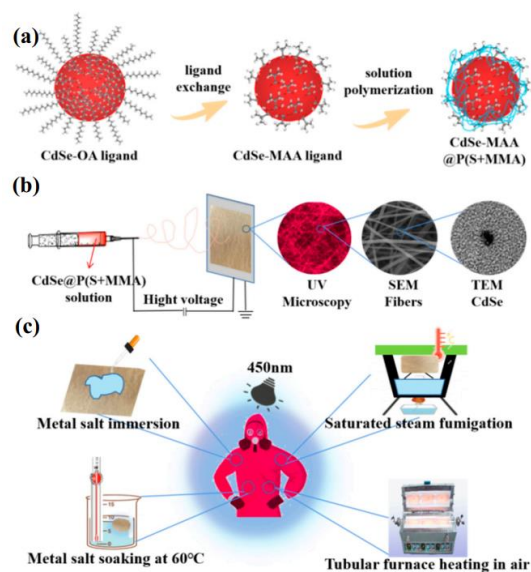 (a)
ligand
exchange
solution
polymerization
CdSe-OA ligand
CdSe-MAA ligand
CdSe-MAA
@P(S+MMA)
(b)
CdSe@P(S+MMA)
solution
Hight voltage
UV
Microscopy
SEM
Fibers
TEM
CdSe
(c)
450nm
Metal salt immersion
Saturated steam fumigation
Metal salt soaking at 60℃
Tubular furnace heating in air